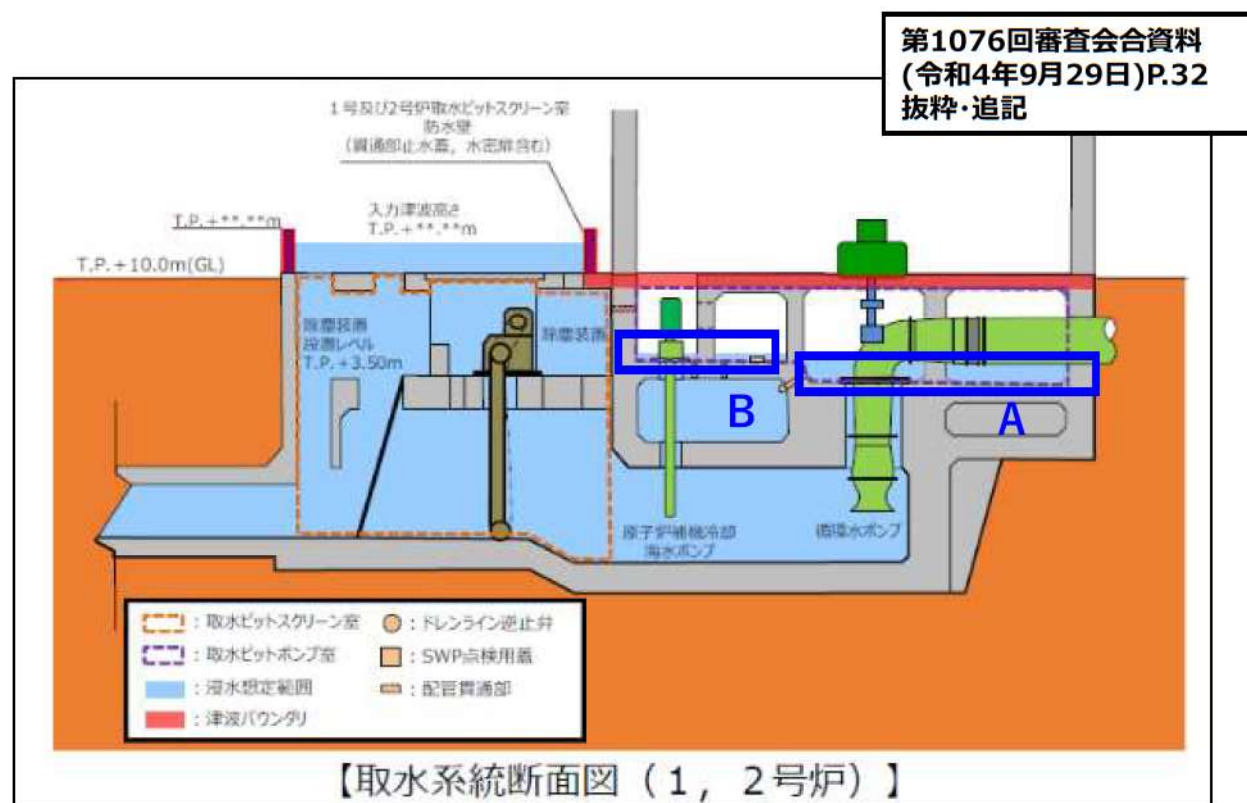 第1076回審査会合資料
(令和4年9月29日)P.32
抜粋･追記
1号及び2号炉取水ピットスクリーン室
防水壁
(貫通部止水蓋，水密扉含む)
T.P.+**.**m
入力津波高さ
T.P.+**.**m
T.P.+10.0m(GL)
除塵装置
設置レベル
T.P.+3.50m
除塵装置
B
A
原子炉補機冷却
海水ポンプ
循環水ポンプ
：取水ピットスクリーン室
：ドレンライン逆止弁
：取水ピットポンプ室
：SWP点検用蓋
：浸水想定範囲
：配管貫通部
：津波バウンダリ
【取水系統断面図（1，2号炉）】